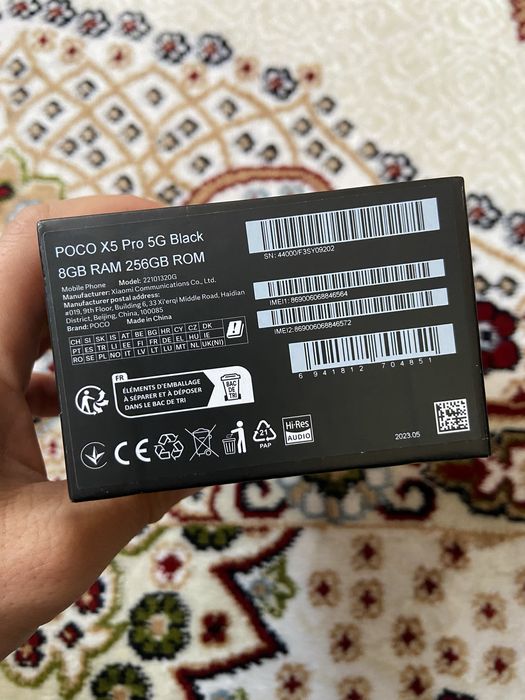 POCO X5 Pro 5G Black
8GB RAM 256GB ROM
Mobile Phone Model: 22101320G
Manufacturer: Xiaomi Communications Co., Ltd.
Manufacturer postal address:
#019, 9th Floor, Building 6, 33 Xi'erqi Middle Road, Haidian
District, Beijing, China, 100085
Brand: POCO Made in China
SN: 44000/F3SY09202
IMEI1: 869006068846564
IMEI2: 869006068846572
6 941812 704851
CH SI SK IS AT BE BG HR CY CZ DK
PT ES TR LI EE FI FR DE EL HU IE
RO SE PL NO IT LV LT LU MT NL UK(NI)
FR
ÉLÉMENTS D'EMBALLAGE
À SÉPARER ET À DÉPOSER
DANS LE BAC DE TRI
BAC
DE
TRI
CE
21
PAP
Hi-Res
AUDIO
2023.05